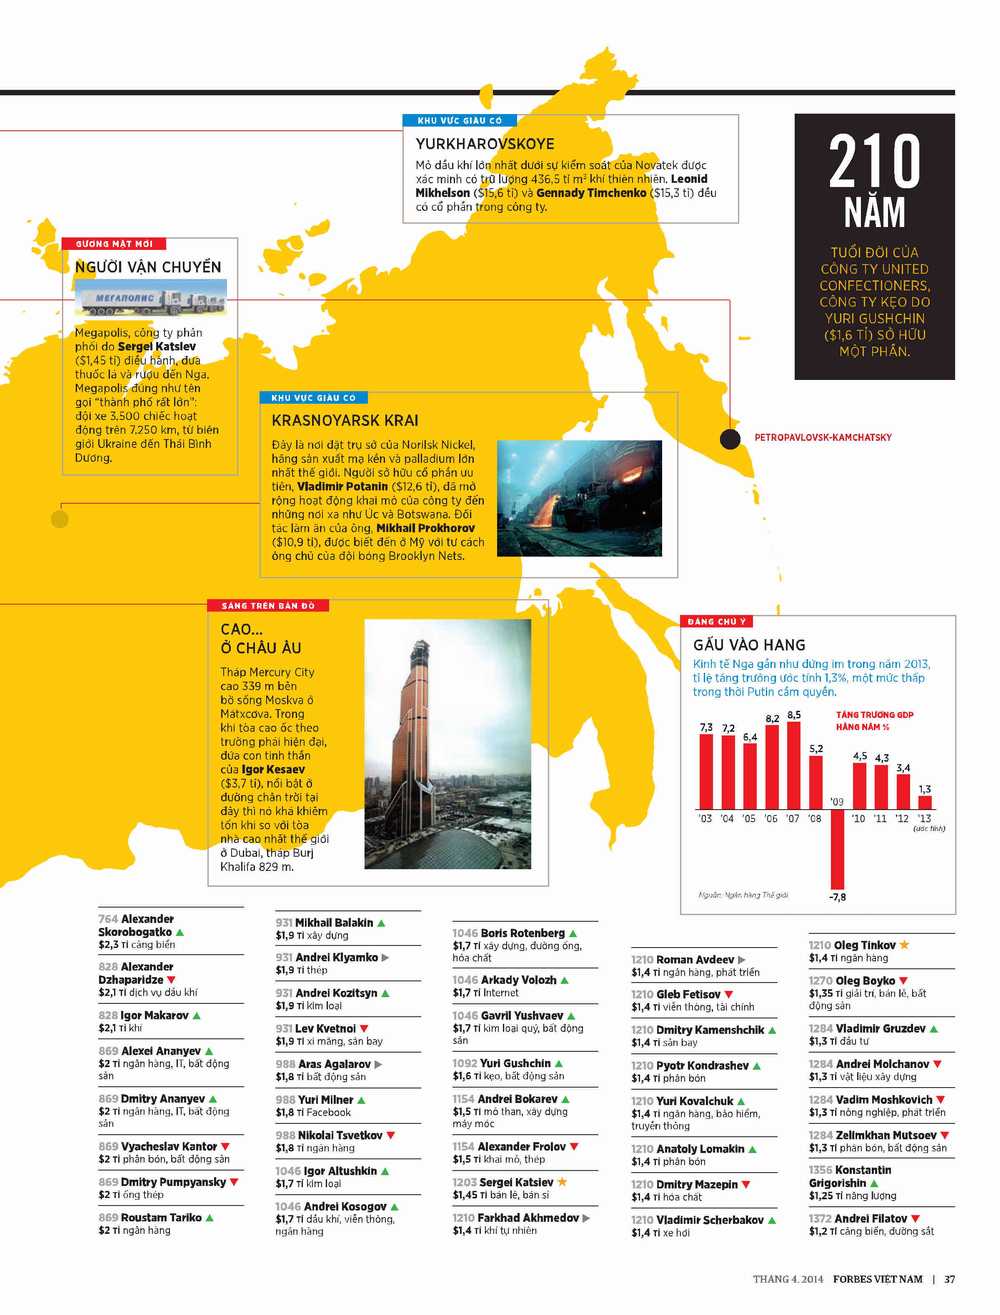 KHU VỰC GIÀU CÓ
YURKHAROVSKOYE
Mỏ dầu khí lớn nhất dưới sự kiểm soát của Novatek được
xác minh có trữ lượng 436,5 tỉ m³ khí thiên nhiên. Leonid
Mikhelson ($15,6 tỉ) và Gennady Timchenko ($15,3 tỉ) đều
có cổ phần trong công ty.
210
NĂM
TUỔI ĐỜI CỦA
CÔNG TY UNITED
CONFECTIONERS,
CÔNG TY KẸO DO
YURI GUSHCHIN
($1,6 TỈ) SỞ HỮU
MỘT PHẦN.
GƯƠNG MẶT MỚI
NGƯỜI VẬN CHUYỂN
МЕГАПОЛИС
Megapolis, công ty phân
phối do Sergei Katsiev
($1,45 tỉ) điều hành, đưa
thuốc lá và rượu đến Nga.
Megapolis đúng như tên
gọi “thành phố rất lớn”:
đội xe 3,500 chiếc hoạt
động trên 7,250 km, từ biên
giới Ukraine đến Thái Bình
Dương.
KHU VỰC GIÀU CÓ
KRASNOYARSK KRAI
Đây là nơi đặt trụ sở của Norilsk Nickel,
hãng sản xuất mạ kền và palladium lớn
nhất thế giới. Người sở hữu cổ phần ưu
tiên, Vladimir Potanin ($12,6 tỉ), đã mở
rộng hoạt động khai mỏ của công ty đến
những nơi xa như Úc và Botswana. Đối
tác làm ăn của ông, Mikhail Prokhorov
($10,9 tỉ), được biết đến ở Mỹ với tư cách
ông chủ của đội bóng Brooklyn Nets.
PETROPAVLOVSK-KAMCHATSKY
SÁNG TRÊN BẢN ĐỒ
CAO...
Ở CHÂU ÂU
Tháp Mercury City
cao 339 m bên
bờ sông Moskva ở
Mátxcơva. Trong
khi tòa cao ốc theo
trường phái hiện đại,
đứa con tinh thần
của Igor Kesaev
($3,7 tỉ), nổi bật ở
đường chân trời tại
đây thì nó khá khiêm
tốn khi so với tòa
nhà cao nhất thế giới
ở Dubai, tháp Burj
Khalifa 829 m.
ĐÁNG CHÚ Ý
GẤU VÀO HANG
Kinh tế Nga gần như đứng im trong năm 2013,
tỉ lệ tăng trưởng ước tính 1,3%, một mức thấp
trong thời Putin cầm quyền.
TĂNG TRƯỞNG GDP
HÀNG NĂM %
7,3 7,2 6,4 8,2 8,5 5,2 4,5 4,3 3,4 1,3
'03 '04 '05 '06 '07 '08 '09 '10 '11 '12 '13
(ước tính)
-7,8
Nguồn: Ngân hàng Thế giới
764 Alexander
Skorobogatko ▲
$2,3 Tỉ cảng biển
828 Alexander
Dzhaparidze ▼
$2,1 Tỉ dịch vụ dầu khí
828 Igor Makarov ▲
$2,1 Tỉ khí
869 Alexei Ananyev ▲
$2 Tỉ ngân hàng, IT, bất động
sản
869 Dmitry Ananyev ▲
$2 Tỉ ngân hàng, IT, bất động
sản
869 Vyacheslav Kantor ▼
$2 Tỉ phân bón, bất động sản
869 Dmitry Pumpyansky ▼
$2 Tỉ ống thép
869 Roustam Tariko ▲
$2 Tỉ ngân hàng
931 Mikhail Balakin ▲
$1,9 Tỉ xây dựng
931 Andrei Klyamko ▶
$1,9 Tỉ thép
931 Andrei Kozitsyn ▲
$1,9 Tỉ kim loại
931 Lev Kvetnoi ▼
$1,9 Tỉ xi măng, sân bay
988 Aras Agalarov ▶
$1,8 Tỉ bất động sản
988 Yuri Milner ▲
$1,8 Tỉ Facebook
988 Nikolai Tsvetkov ▼
$1,8 Tỉ ngân hàng
1046 Igor Altushkin ▲
$1,7 Tỉ kim loại
1046 Andrei Kosogov ▲
$1,7 Tỉ dầu khí, viễn thông,
ngân hàng
1046 Boris Rotenberg ▲
$1,7 Tỉ xây dựng, đường ống,
hóa chất
1046 Arkady Volozh ▲
$1,7 Tỉ Internet
1046 Gavril Yushvaev ▲
$1,7 Tỉ kim loại quý, bất động
sản
1092 Yuri Gushchin ▲
$1,6 Tỉ kẹo, bất động sản
1154 Andrei Bokarev ▲
$1,5 Tỉ mỏ than, xây dựng
máy móc
1154 Alexander Frolov ▼
$1,5 Tỉ khai mỏ, thép
1203 Sergei Katsiev ★
$1,45 Tỉ bán lẻ, bán sỉ
1210 Farkhad Akhmedov ▶
$1,4 Tỉ khí tự nhiên
1210 Roman Avdeev ▶
$1,4 Tỉ ngân hàng, phát triển
1210 Gleb Fetisov ▼
$1,4 Tỉ viễn thông, tài chính
1210 Dmitry Kamenshchik ▲
$1,4 Tỉ sân bay
1210 Pyotr Kondrashev ▲
$1,4 Tỉ phân bón
1210 Yuri Kovalchuk ▲
$1,4 Tỉ ngân hàng, bảo hiểm,
truyền thông
1210 Anatoly Lomakin ▲
$1,4 Tỉ phân bón
1210 Dmitry Mazepin ▼
$1,4 Tỉ hóa chất
1210 Vladimir Scherbakov ▲
$1,4 Tỉ xe hơi
1210 Oleg Tinkov ★
$1,4 Tỉ ngân hàng
1270 Oleg Boyko ▼
$1,35 Tỉ giải trí, bán lẻ, bất
động sản
1284 Vladimir Gruzdev ▲
$1,3 Tỉ đầu tư
1284 Andrei Molchanov ▼
$1,3 Tỉ vật liệu xây dựng
1284 Vadim Moshkovich ▼
$1,3 Tỉ nông nghiệp, phát triển
1284 Zelimkhan Mutsoev ▼
$1,3 Tỉ phân bón, bất động sản
1356 Konstantin
Grigorishin ▲
$1,25 Tỉ năng lượng
1372 Andrei Filatov ▼
$1,2 Tỉ cảng biển, đường sắt
THÁNG 4. 2014 FORBES VIỆT NAM | 37